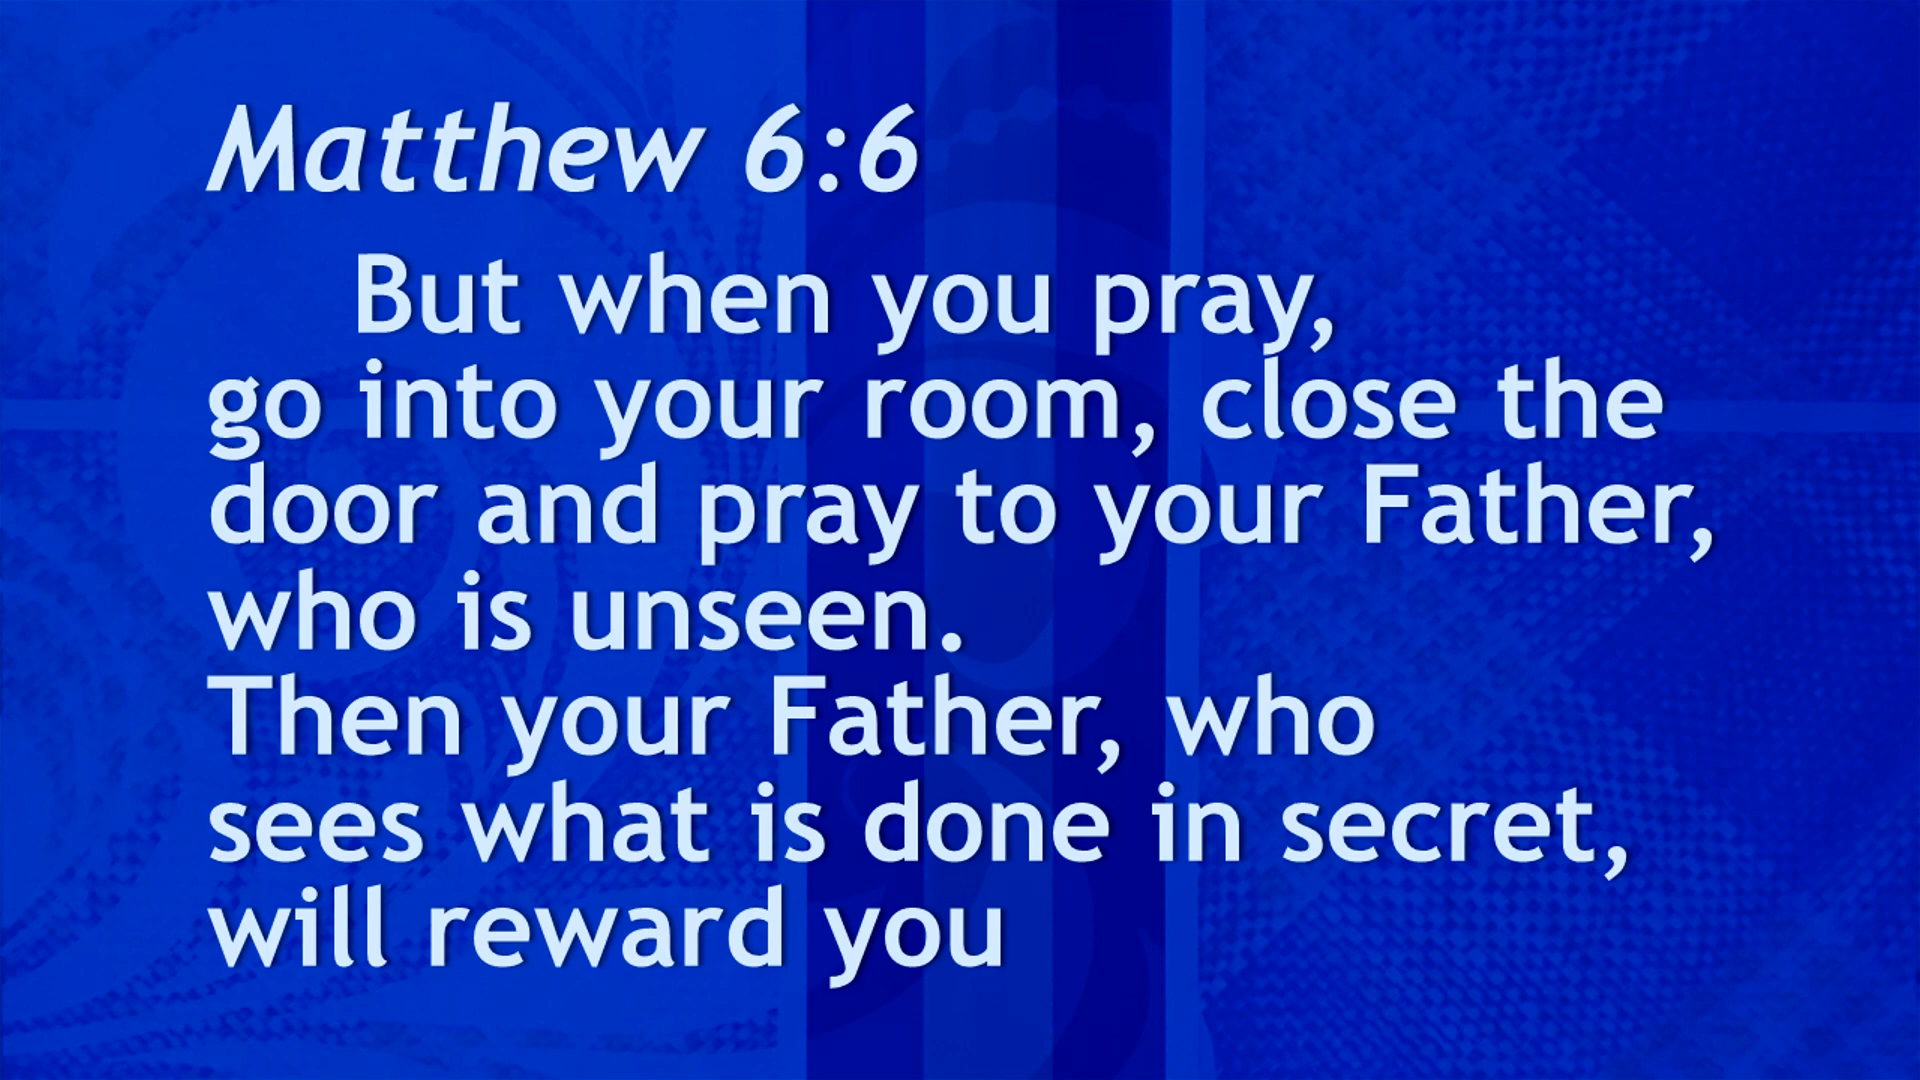 Matthew 6:6
But when you pray,
go into your room, close the
door and pray to your Father,
who is unseen.
Then your Father, who
sees what is done in secret,
will reward you